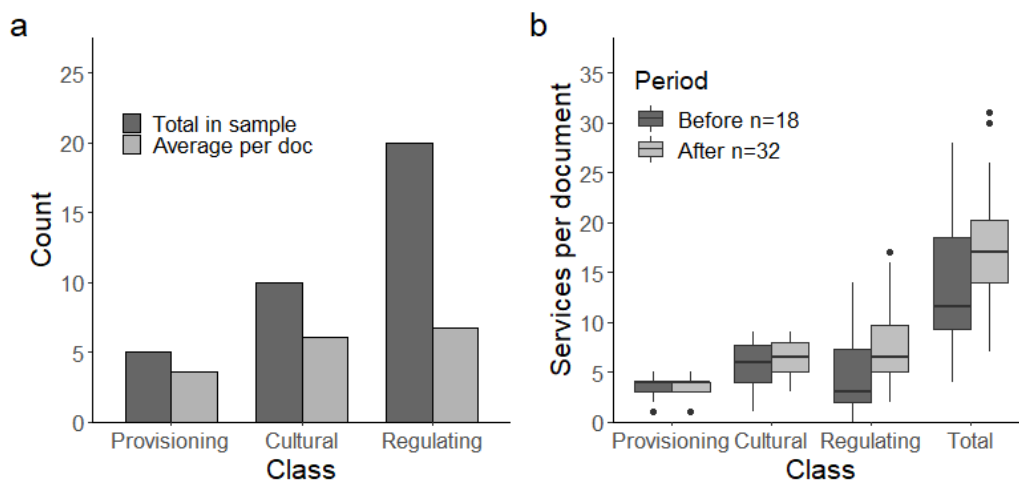 a
Count
25
20
15
10
5
0
Total in sample
Average per doc
Provisioning Cultural Regulating
Class
b
Services per document
35
30
25
20
15
10
5
0
Period
Before n=18
After n=32
Provisioning Cultural Regulating Total
Class